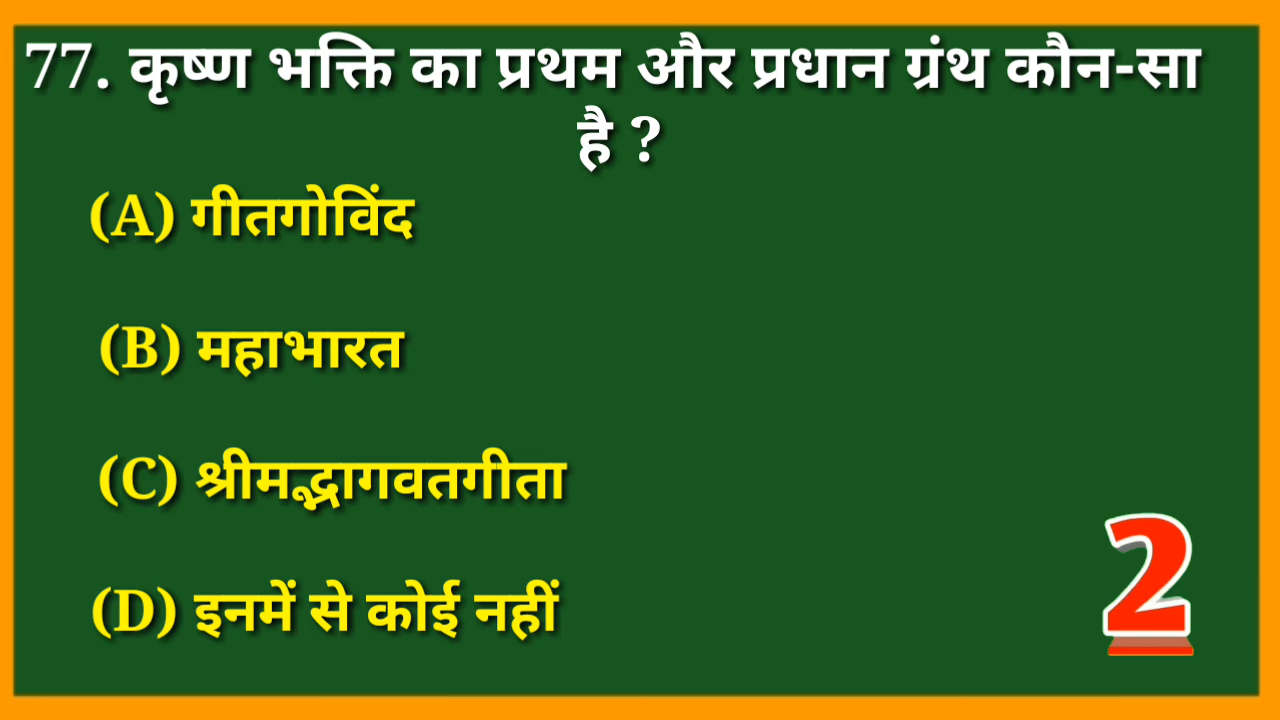 77. कृष्ण भक्ति का प्रथम और प्रधान ग्रंथ कौन-सा
है ?
(A) गीतगोविंद
(B) महाभारत
(C) श्रीमद्भागवतगीता
(D) इनमें से कोई नहीं
2